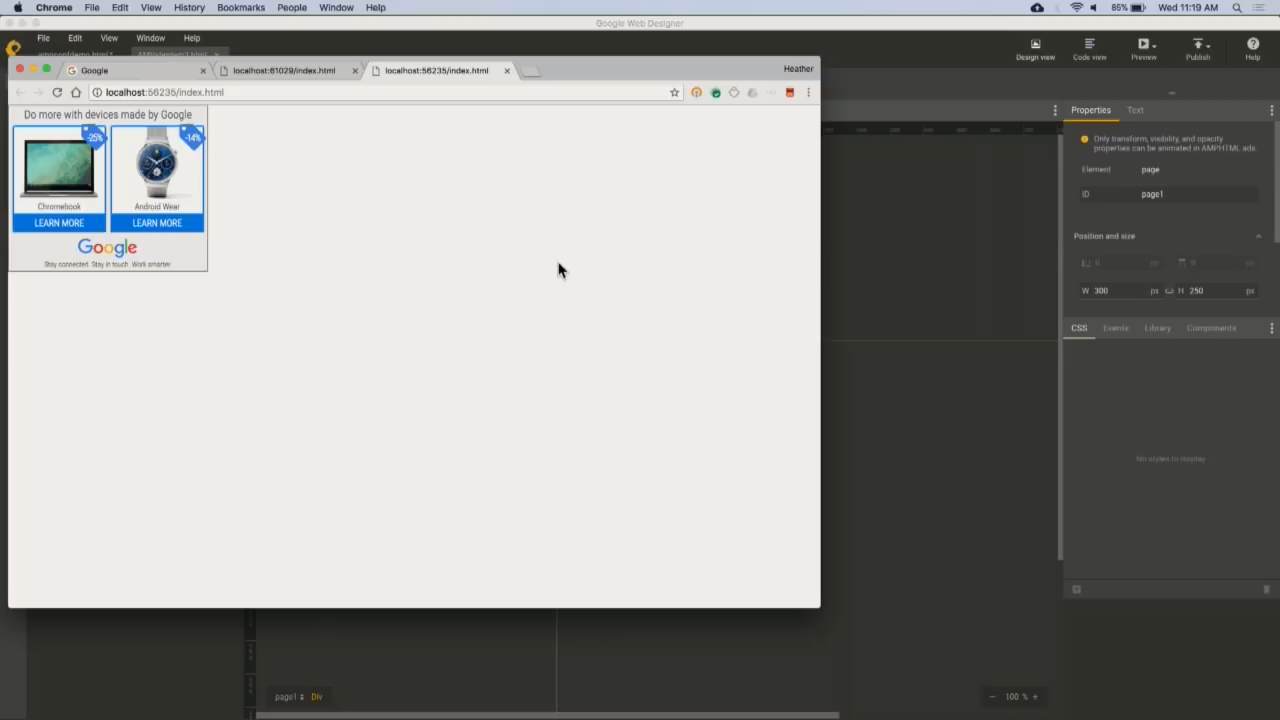 Chrome File Edit View History Bookmarks People Window Help 85% Wed 11:19 AM
Google Web Designer
File Edit View Window Help
Design view Code view Preview Publish Help
Google localhost:61029/index.html localhost:56235/index.html Heather
localhost:56235/index.html
Do more with devices made by Google
-25% -14%
Chromebook Android Wear
LEARN MORE LEARN MORE
Google
Stay connected. Stay in touch. Work smarter
Properties Text
Only transform, visibility, and opacity
properties can be animated in AMPHTML ads.
Element page
ID page1
Position and size
W 300 px H 250 px
CSS Events Library Components
No styles to display
page1 Div
100 %